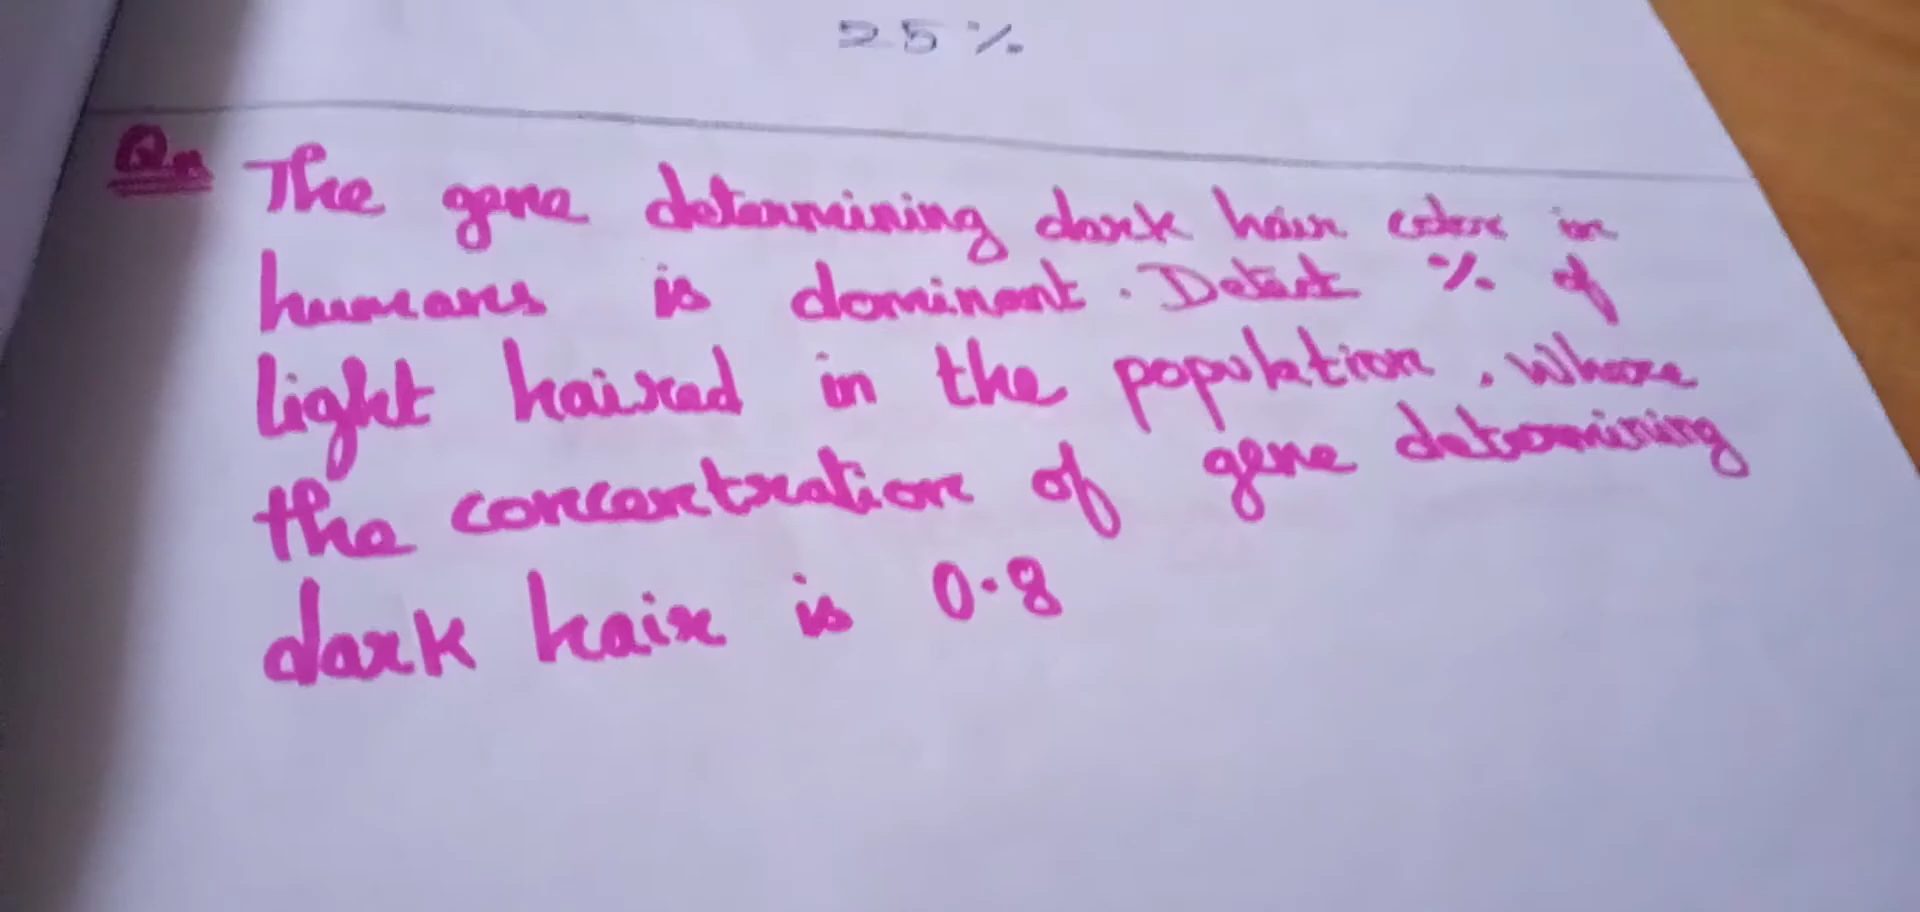 25%
Qn The gene determining dark hair color in
humans is dominant. Detect % of
light haired in the population, where
the concentration of gene determining
dark hair is 0.8